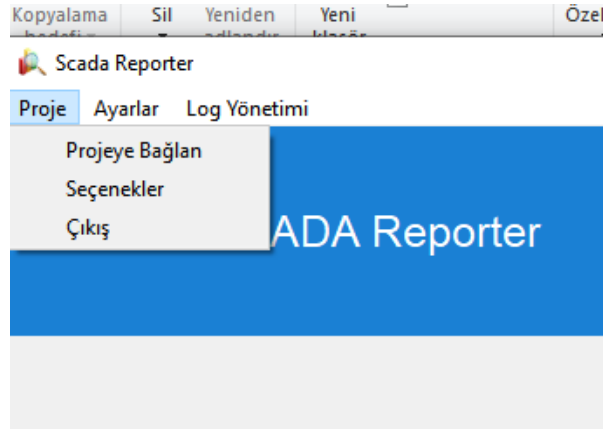 Kopyalama Sil Yeniden Yeni Özel
Scada Reporter
Proje Ayarlar Log Yönetimi
Projeye Bağlan
Seçenekler
Çıkış
ADA Reporter